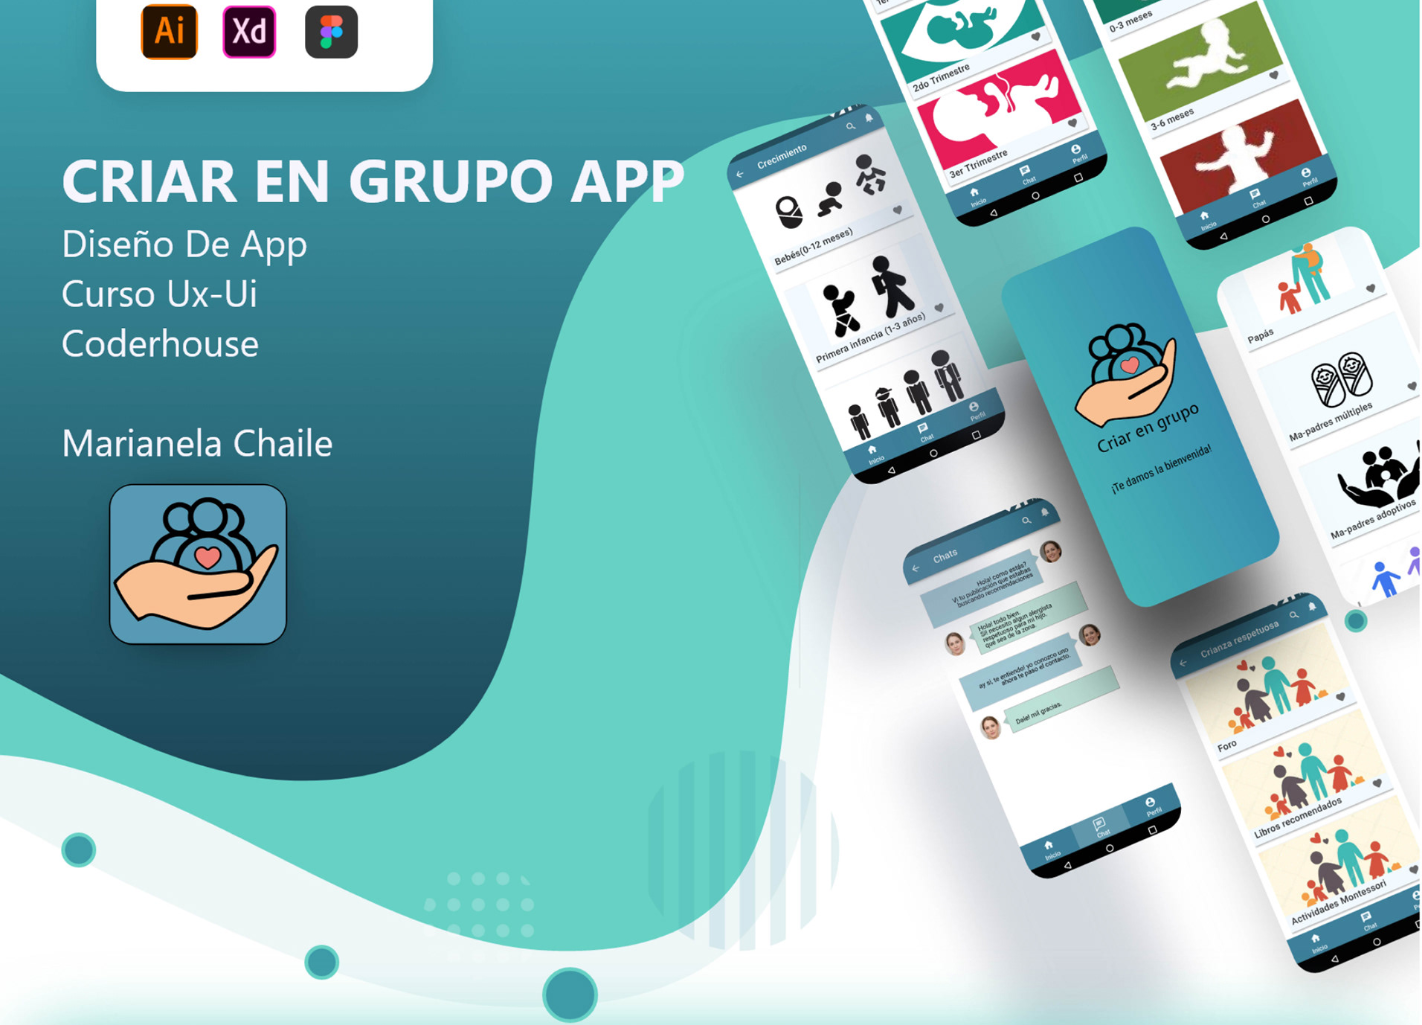 Ai Xd
CRIAR EN GRUPO APP
Diseño De App
Curso Ux-Ui
Coderhouse
Marianela Chaile
Crecimiento
Bebés(0-12 meses)
Primera infancia (1-3 años)
Inicio
Chat
Perfil
2do Trimestre
3er Ttrimestre
Inicio
Chat
Perfil
0-3 meses
3-6 meses
Inicio
Chat
Perfil
Criar en grupo
¡Te damos la bienvenida!
Papás
Ma-padres múltiples
Ma-padres adoptivos
Chats
Hola! como estás?
Vi tu publicación que estabas
buscando recomendaciones
Hola! todo bien.
Si! necesito algun alergista
respetuoso para mi hijo.
que sea de la zona.
ay si, te entiendo! yo conozco uno
ahora te paso el contacto.
Dale! mil gracias.
Inicio
Chat
Perfil
Crianza respetuosa
Foro
Libros recomendados
Actividades Montessori
Inicio
Chat